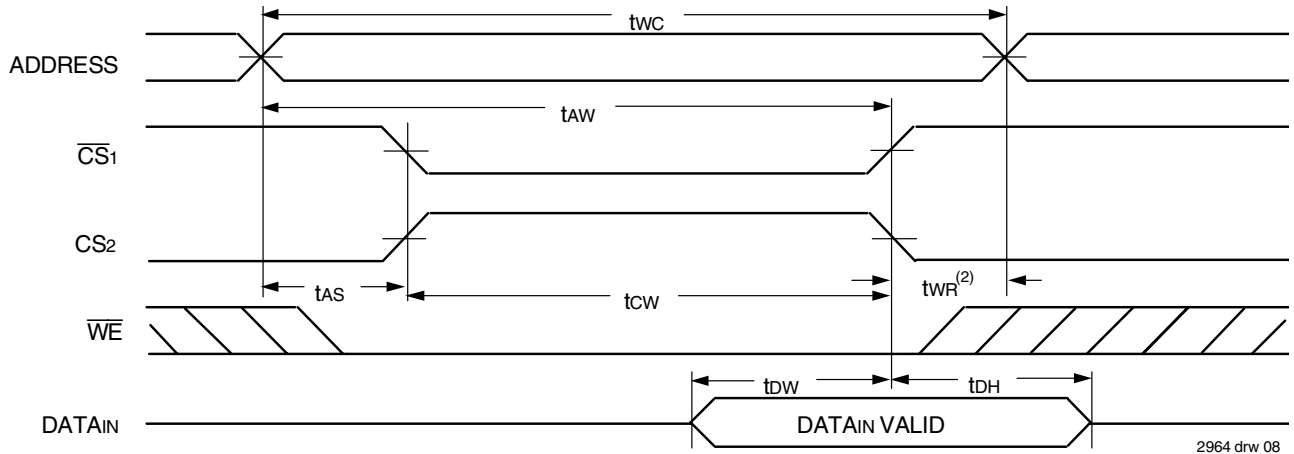 tWC
ADDRESS
tAW
CS1
CS2
tAS
tCW
tWR(2)
WE
tDW
tDH
DATAIN
DATAIN VALID
2964 drw 08